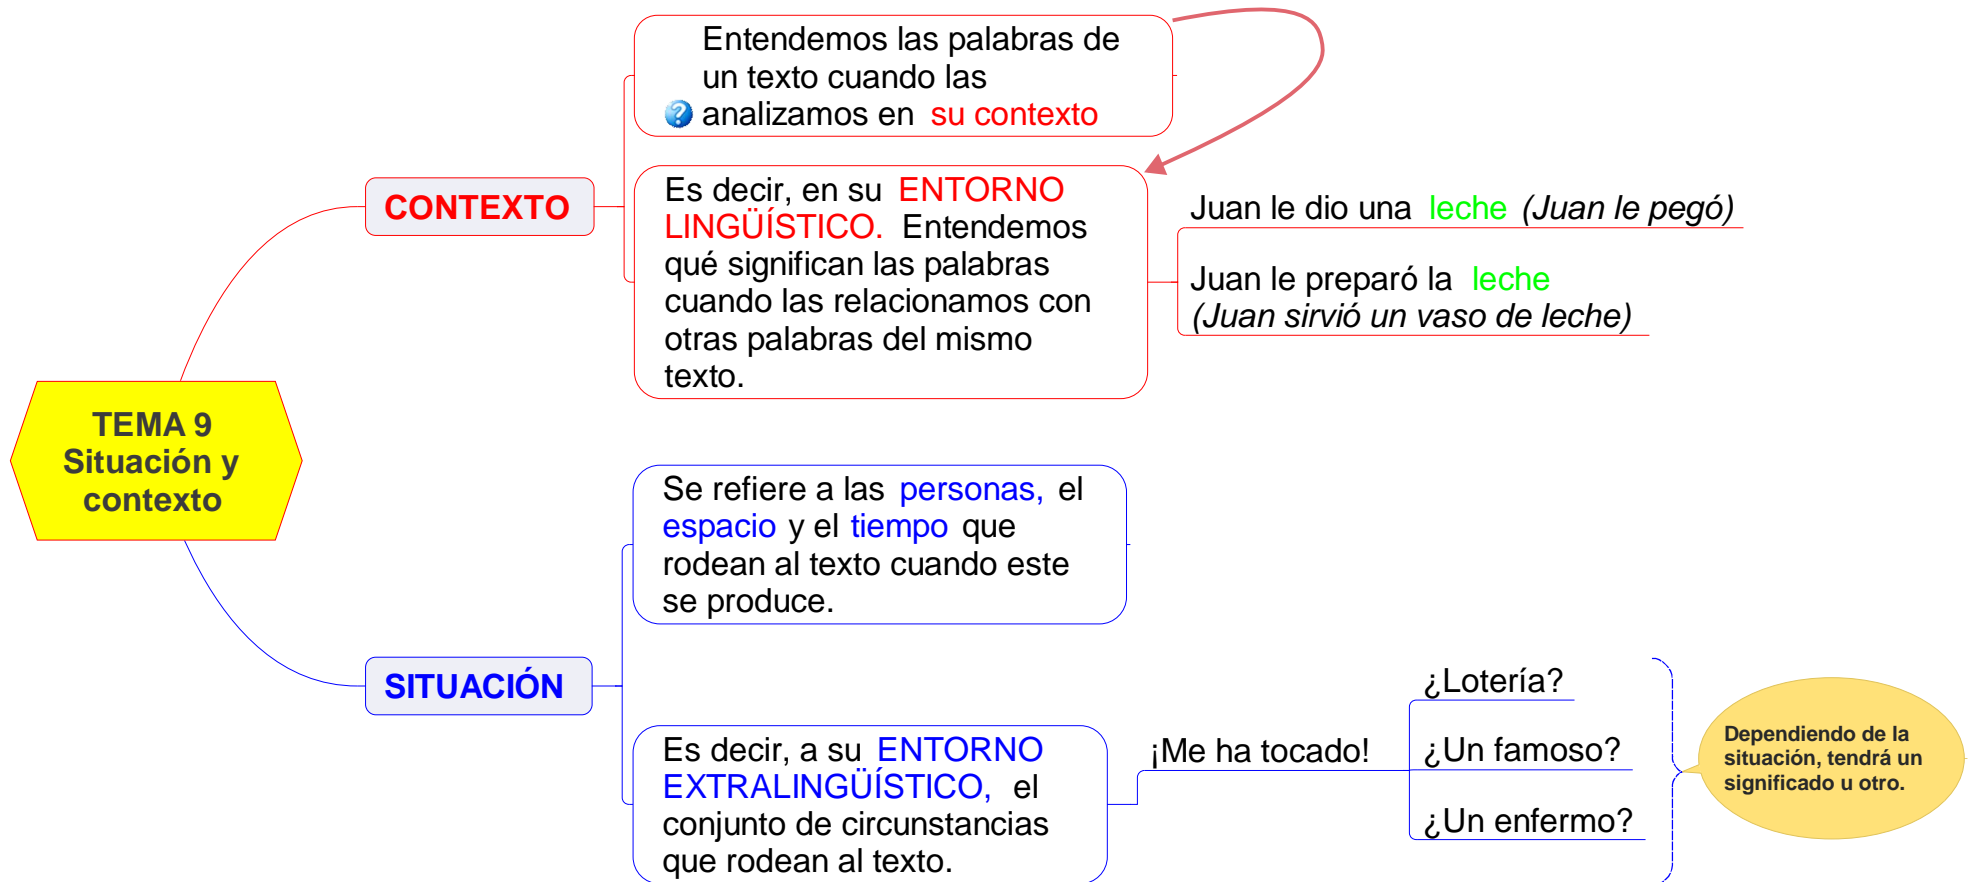 TEMA 9
Situación y
contexto
CONTEXTO
Entendemos las palabras de
un texto cuando las
analizamos en su contexto
Es decir, en su ENTORNO
LINGÜÍSTICO. Entendemos
qué significan las palabras
cuando las relacionamos con
otras palabras del mismo
texto.
Juan le dio una leche (Juan le pegó)
Juan le preparó la leche
(Juan sirvió un vaso de leche)
SITUACIÓN
Se refiere a las personas, el
espacio y el tiempo que
rodean al texto cuando este
se produce.
Es decir, a su ENTORNO
EXTRALINGÜÍSTICO, el
conjunto de circunstancias
que rodean al texto.
¡Me ha tocado!
¿Lotería?
¿Un famoso?
¿Un enfermo?
Dependiendo de la
situación, tendrá un
significado u otro.